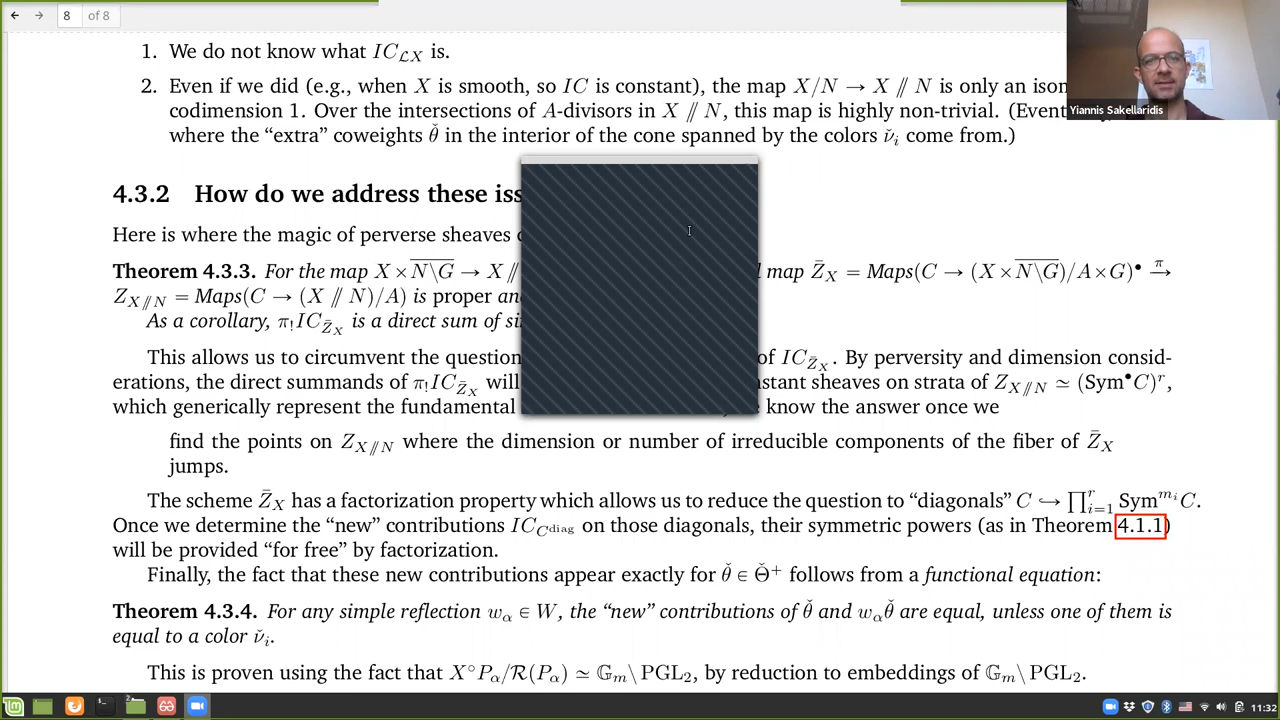 8 of 8
Yiannis Sakellaridis
1. We do not know what IC_{ℒX} is.
2. Even if we did (e.g., when X is smooth, so IC is constant), the map X/N → X ⫽ N is only an
codimension 1. Over the intersections of A-divisors in X ⫽ N, this map is highly non-trivial.
where the “extra” coweights θ̌ in the interior of the cone spanned by the colors ν̌_i come from.)
4.3.2 How do we address these
Here is where the magic of perverse sheaves
Theorem 4.3.3. For the map X × \overline{N\G} → X⫽ map Z̄_X = Maps(C → (X × \overline{N\G})/A × G)^• →^π
Z_{X⫽N} = Maps(C → (X ⫽ N)/A) is proper
As a corollary, π_!IC_{Z̄_X} is a direct sum of
This allows us to circumvent the question of IC_{Z̄_X}. By perversity and dimension consid-
erations, the direct summands of π_!IC_{Z̄_X} will sheaves on strata of Z_{X⫽N} ≃ (Sym^•C)^r,
which generically represent the fundamental know the answer once we
find the points on Z_{X⫽N} where the dimension or number of irreducible components of the fiber of Z̄_X
jumps.
The scheme Z̄_X has a factorization property which allows us to reduce the question to “diagonals” C ↪ ∏_{i=1}^r Sym^{m_i}C.
Once we determine the “new” contributions IC_{C^{diag}} on those diagonals, their symmetric powers (as in Theorem 4.1.1)
will be provided “for free” by factorization.
Finally, the fact that these new contributions appear exactly for θ̌ ∈ Θ̌^+ follows from a functional equation:
Theorem 4.3.4. For any simple reflection w_α ∈ W, the “new” contributions of θ̌ and w_αθ̌ are equal, unless one of them is
equal to a color ν̌_i.
This is proven using the fact that X°P_α/ℛ(P_α) ≃ 𝔾_m\PGL_2, by reduction to embeddings of 𝔾_m\PGL_2.
11:32